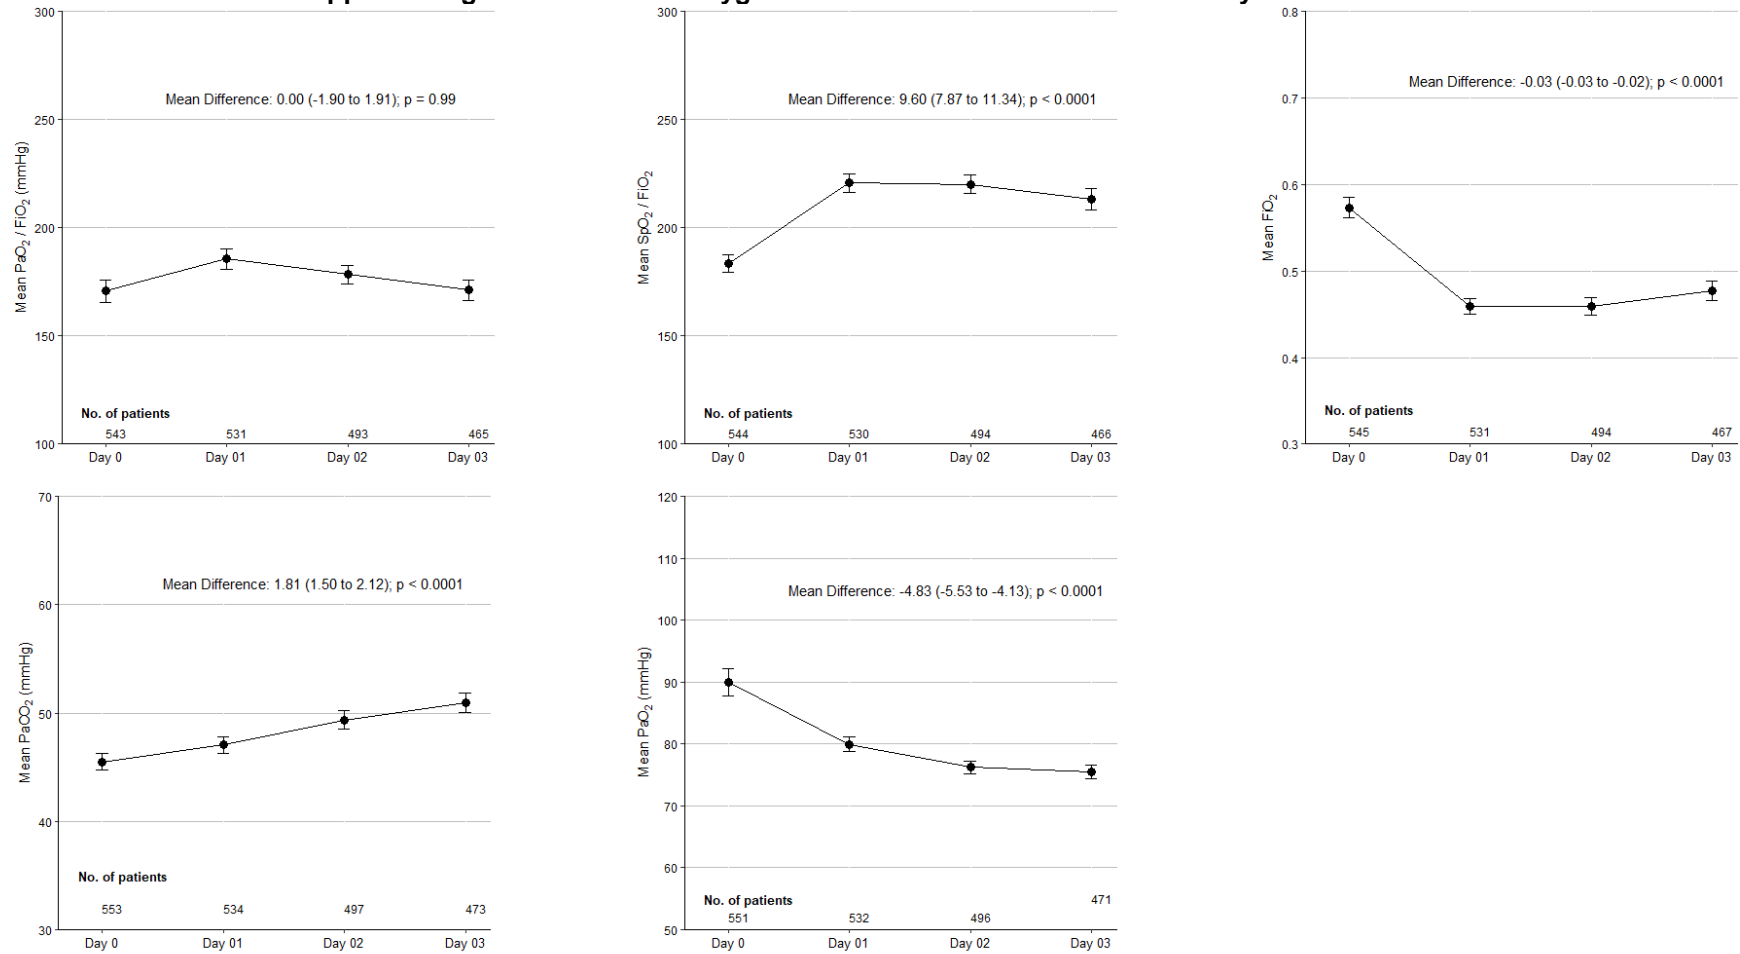 300
250
200
150
100
Mean PaO2 / FiO2 (mmHg)
Mean Difference: 0.00 (-1.90 to 1.91); p = 0.99
No. of patients
543 531 493 465
Day 0 Day 01 Day 02 Day 03
300
250
200
150
100
Mean SpO2 / FiO2
Mean Difference: 9.60 (7.87 to 11.34); p < 0.0001
No. of patients
544 530 494 466
Day 0 Day 01 Day 02 Day 03
0.8
0.7
0.6
0.5
0.4
0.3
Mean FiO2
Mean Difference: -0.03 (-0.03 to -0.02); p < 0.0001
No. of patients
545 531 494 467
Day 0 Day 01 Day 02 Day 03
70
60
50
40
30
Mean PaCO2 (mmHg)
Mean Difference: 1.81 (1.50 to 2.12); p < 0.0001
No. of patients
553 534 497 473
Day 0 Day 01 Day 02 Day 03
120
110
100
90
80
70
60
50
Mean PaO2 (mmHg)
Mean Difference: -4.83 (-5.53 to -4.13); p < 0.0001
No. of patients
551 532 496 471
Day 0 Day 01 Day 02 Day 03